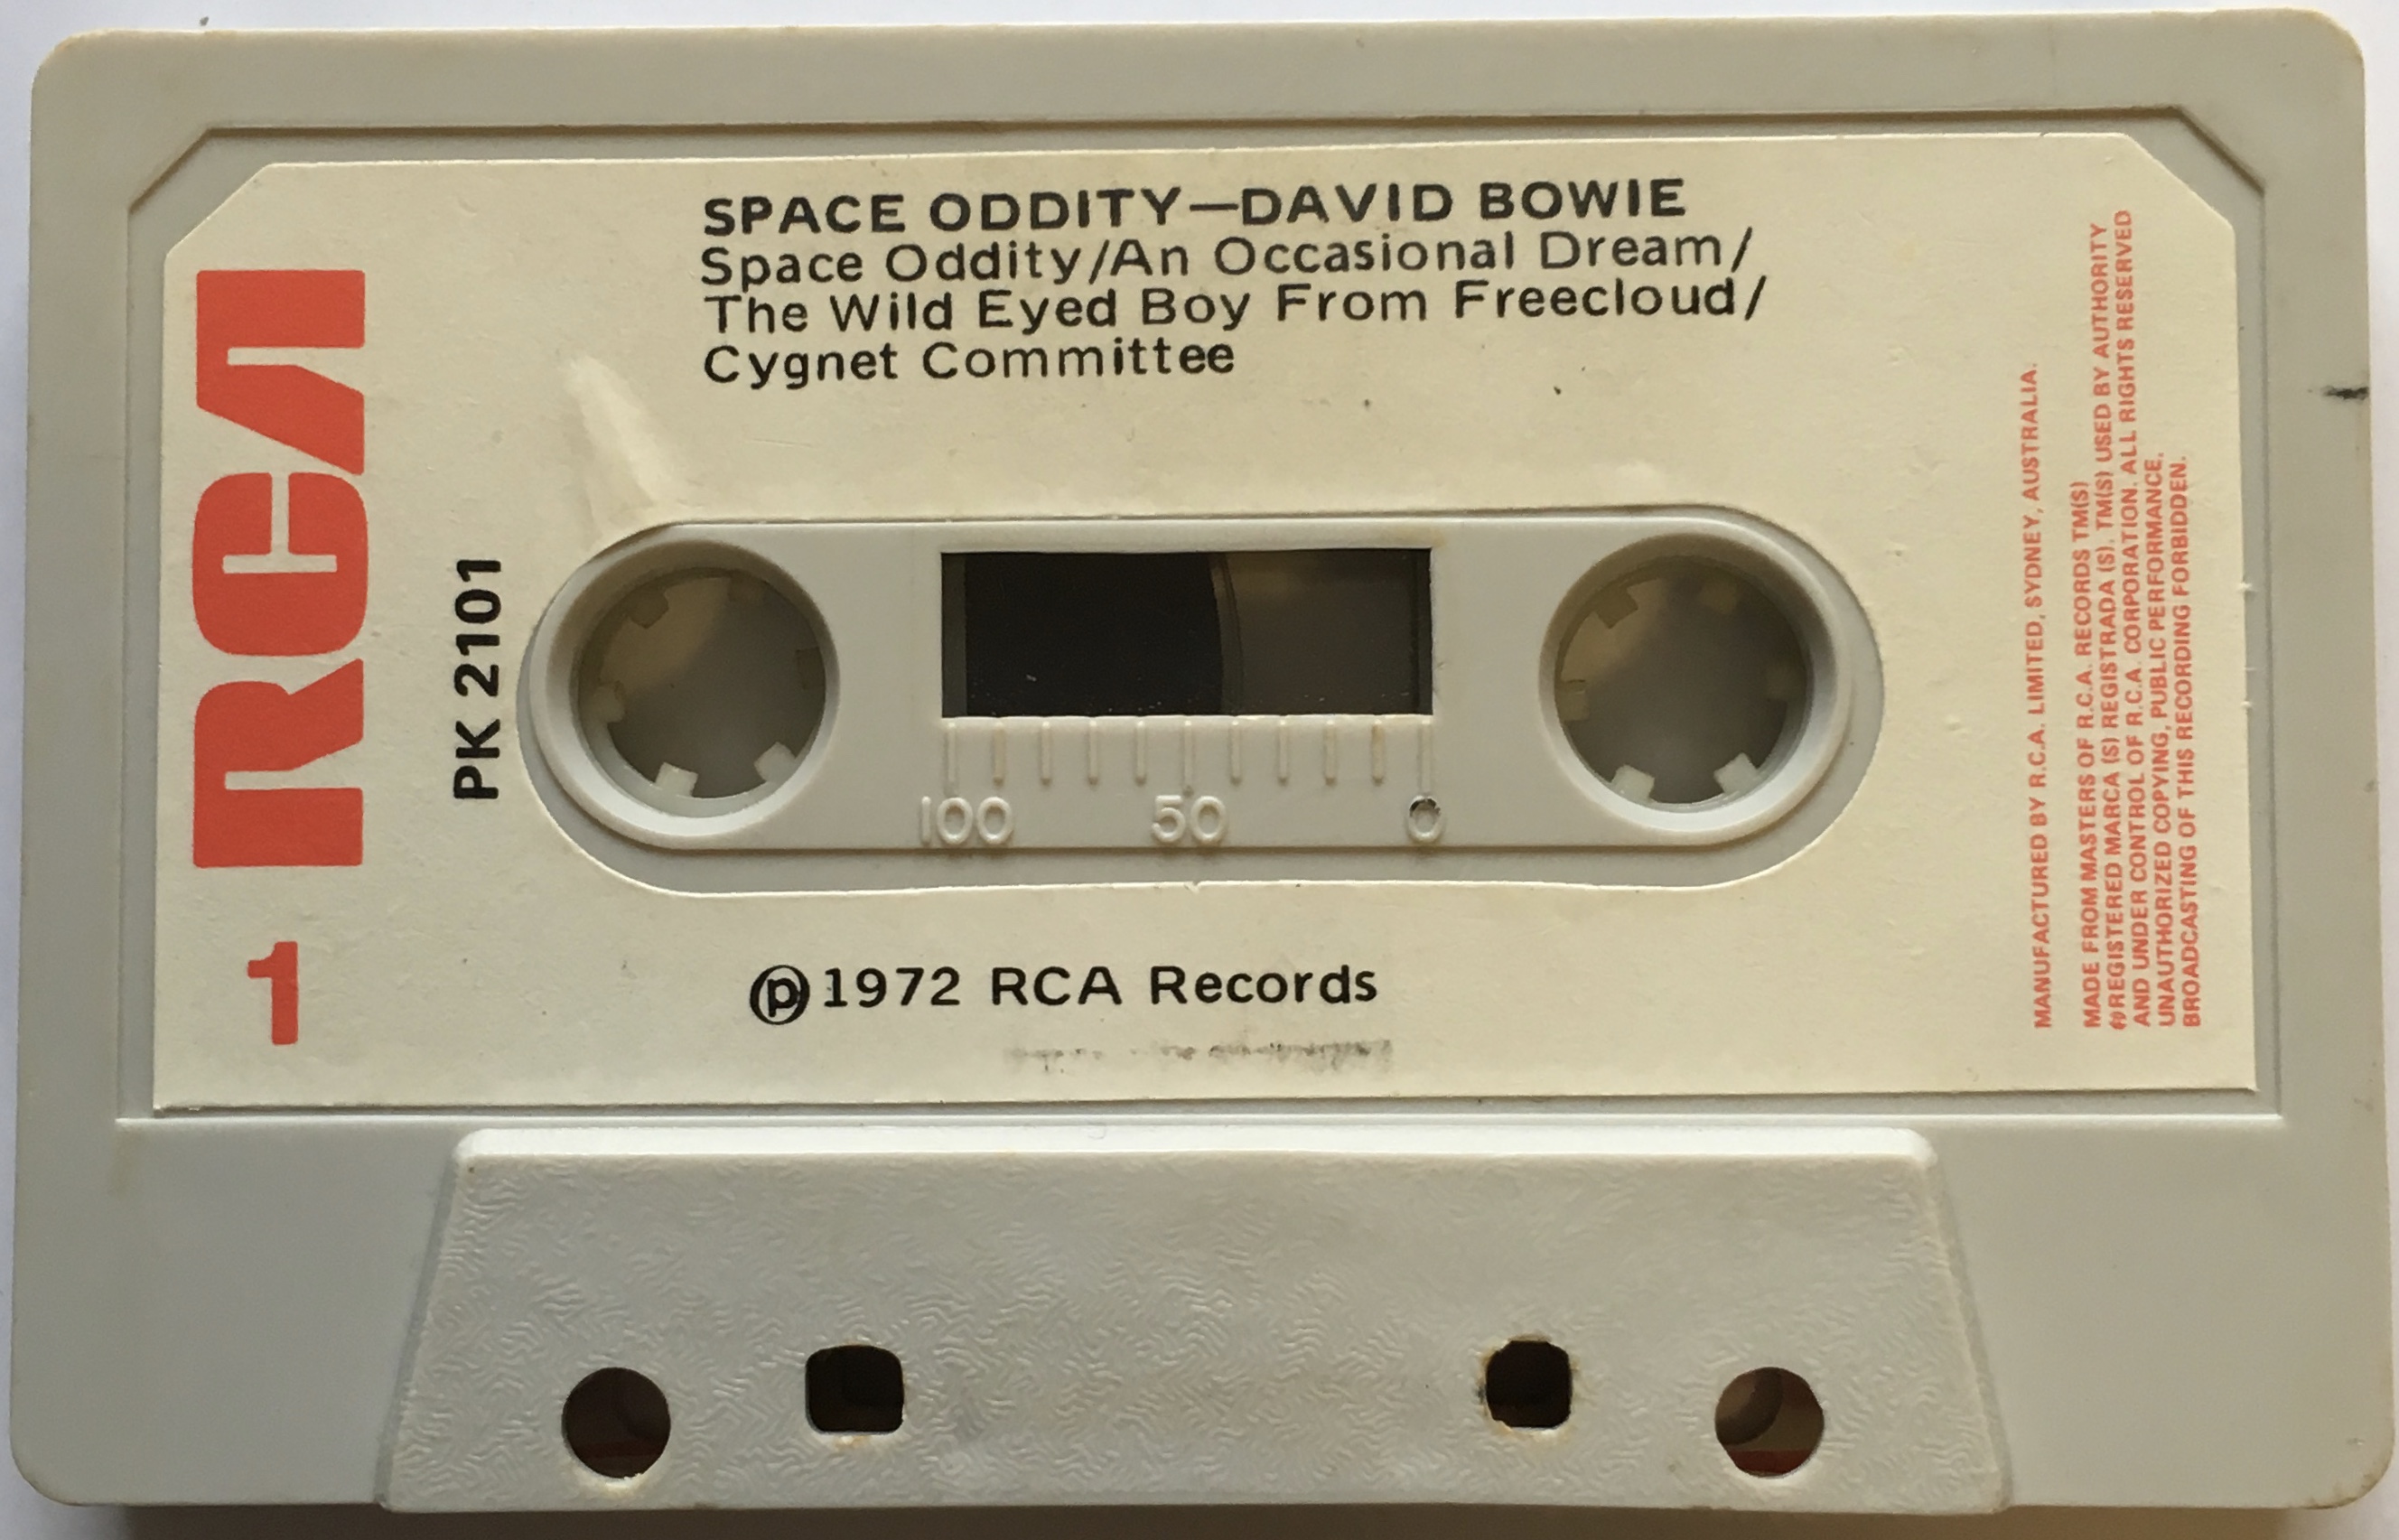 SPACE ODDITY—DAVID BOWIE
Space Oddity/An Occasional Dream/
The Wild Eyed Boy From Freecloud/
Cygnet Committee
RCA
PK 2101
1
100 50 0
℗1972 RCA Records
MANUFACTURED BY R.C.A. LIMITED, SYDNEY, AUSTRALIA.
MADE FROM MASTERS OF R.C.A. RECORDS TM(S)
®REGISTERED MARCA (S) REGISTRADA (S). TM(S) USED BY AUTHORITY
AND UNDER CONTROL OF R.C.A. CORPORATION. ALL RIGHTS RESERVED
UNAUTHORIZED COPYING, PUBLIC PERFORMANCE,
BROADCASTING OF THIS RECORDING FORBIDDEN.